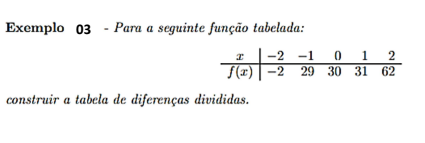 Exemplo 03 - Para a seguinte função tabelada:
x -2 -1 0 1 2
f(x) -2 29 30 31 62
construir a tabela de diferenças divididas.